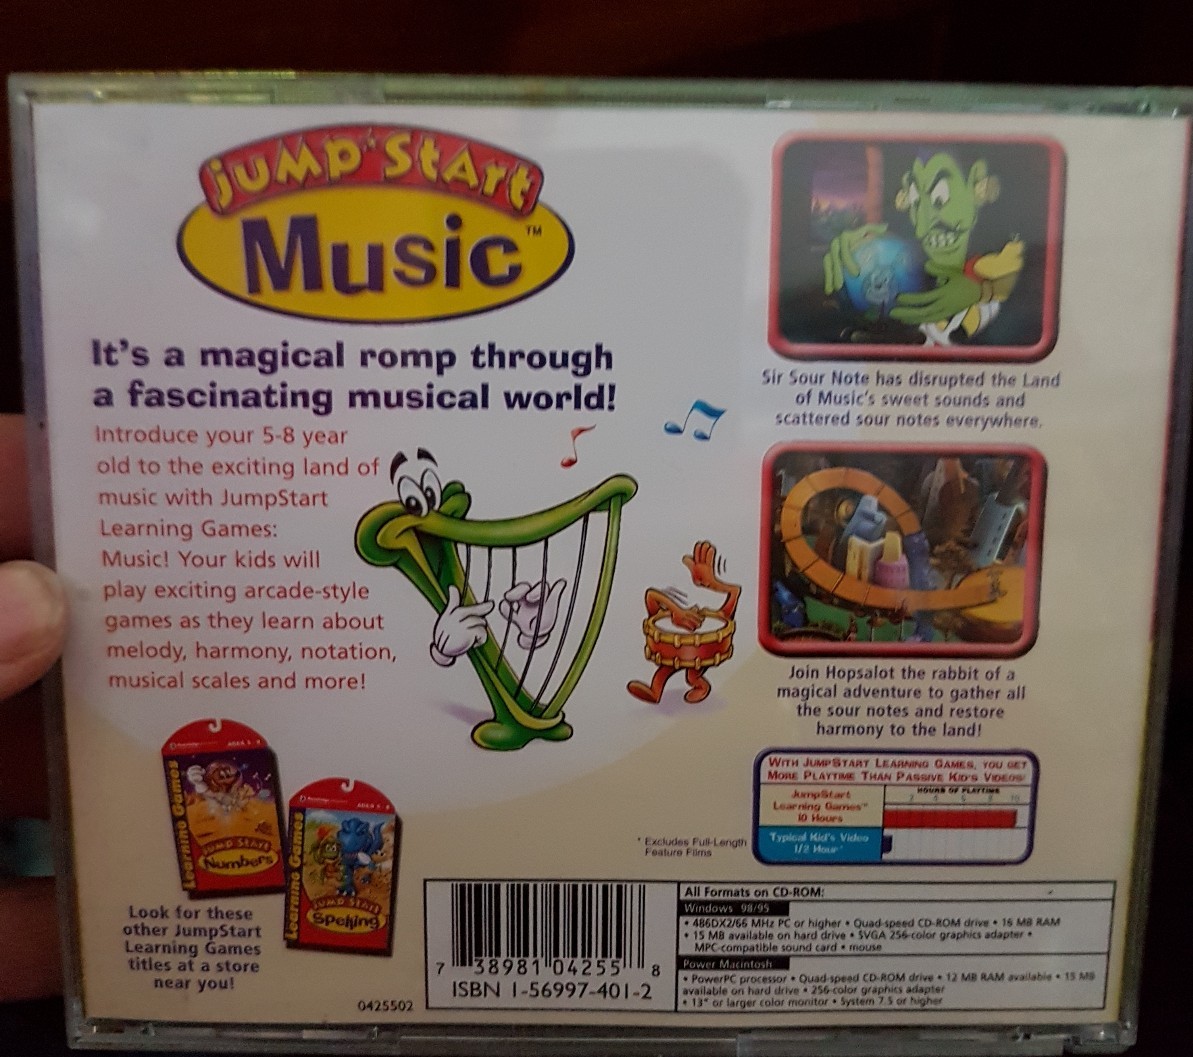 JumpStart
Music™
It's a magical romp through
a fascinating musical world!
Introduce your 5-8 year
old to the exciting land of
music with JumpStart
Learning Games:
Music! Your kids will
play exciting arcade-style
games as they learn about
melody, harmony, notation,
musical scales and more!
Learning Games
JumpStart
Numbers
Learning Games
JumpStart
Spelling
Look for these
other JumpStart
Learning Games
titles at a store
near you!
Sir Sour Note has disrupted the Land
of Music's sweet sounds and
scattered sour notes everywhere.
Join Hopsalot the rabbit of a
magical adventure to gather all
the sour notes and restore
harmony to the land!
With JumpStart Learning Games, you get
More Playtime Than Passive Kid's Videos!
Hours of Playtime
2 4 6 8 10
JumpStart
Learning Games™
10 Hours
Typical Kid's Video
1/2 Hour*
* Excludes Full-Length
Feature Films
0425502
7 38981 04255 8
ISBN 1-56997-401-2
All Formats on CD-ROM:
Windows 98/95
• 486DX2/66 MHz PC or higher • Quad-speed CD-ROM drive • 16 MB RAM
• 15 MB available on hard drive • SVGA 256-color graphics adapter •
MPC-compatible sound card • mouse
Power Macintosh
• PowerPC processor • Quad-speed CD-ROM drive • 12 MB RAM available • 15 MB
available on hard drive • 256-color graphics adapter
• 13" or larger color monitor • System 7.5 or higher